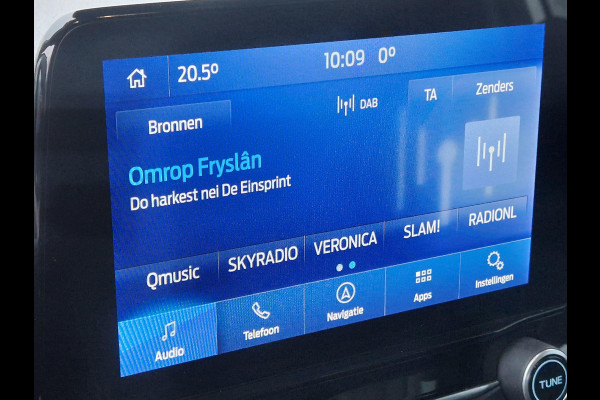 20.5° 10:09 0°
DAB TA Zenders
Bronnen
Omrop Fryslân
Do harkest nei De Einsprint
Qmusic SKYRADIO VERONICA SLAM! RADIONL
Audio Telefoon Navigatie Apps Instellingen
TUNE